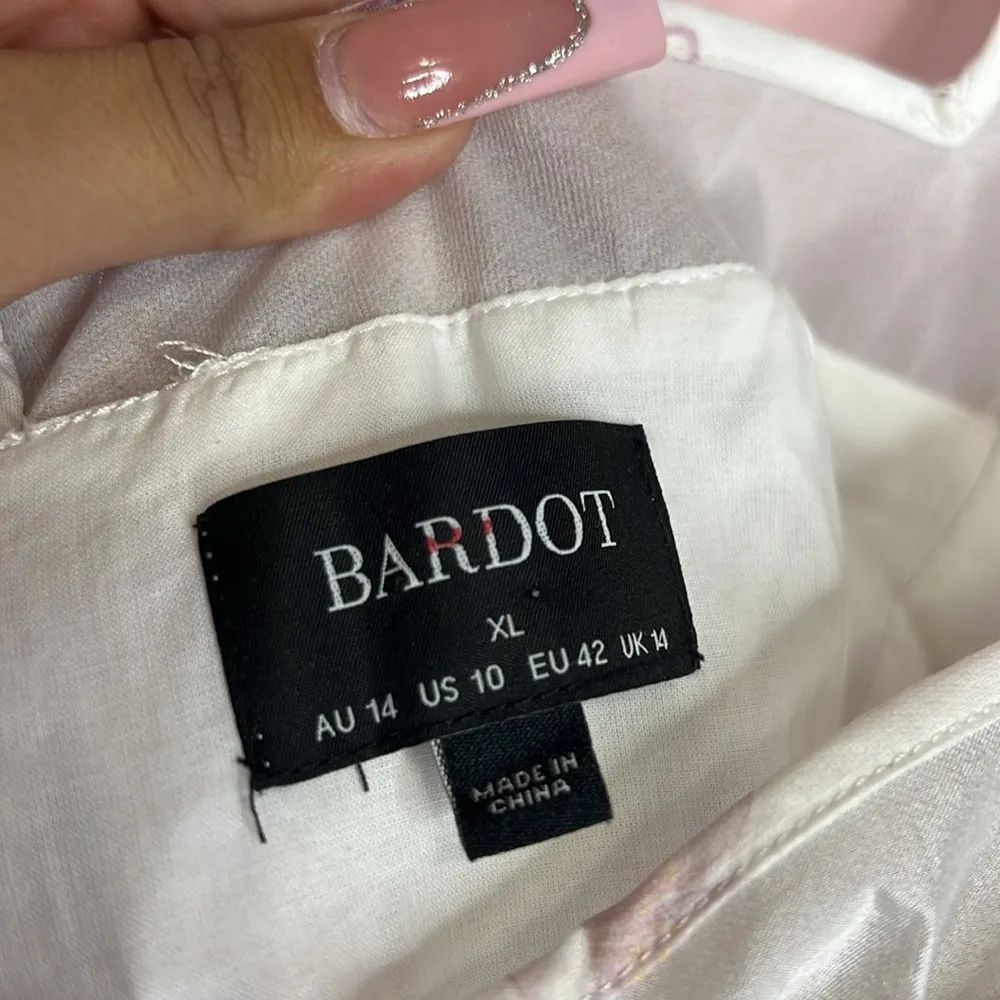 BARDOT
XL
AU 14 US 10 EU 42 UK 14
MADE IN
CHINA